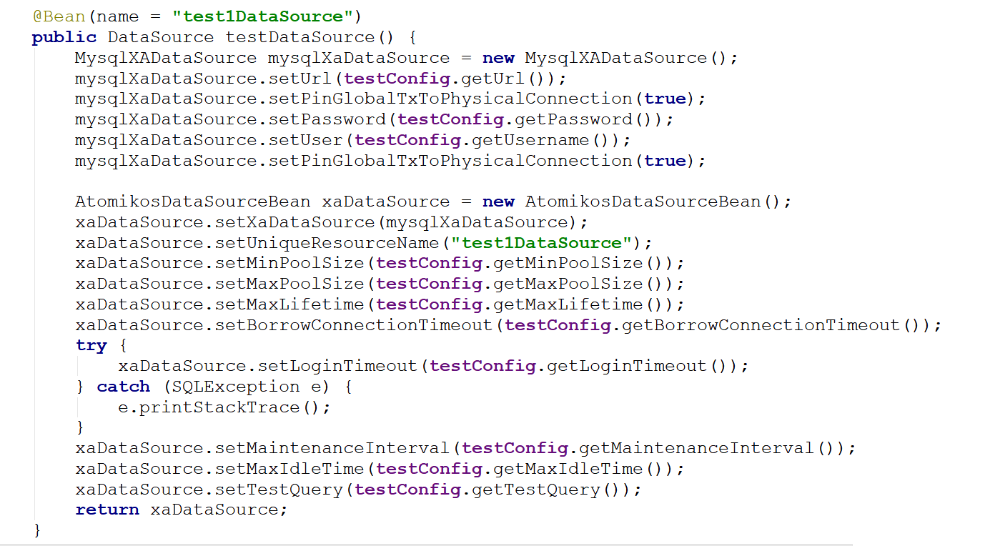 @Bean(name = "test1DataSource")
public DataSource testDataSource() {
    MysqlXADataSource mysqlXaDataSource = new MysqlXADataSource();
    mysqlXaDataSource.setUrl(testConfig.getUrl());
    mysqlXaDataSource.setPinGlobalTxToPhysicalConnection(true);
    mysqlXaDataSource.setPassword(testConfig.getPassword());
    mysqlXaDataSource.setUser(testConfig.getUsername());
    mysqlXaDataSource.setPinGlobalTxToPhysicalConnection(true);

    AtomikosDataSourceBean xaDataSource = new AtomikosDataSourceBean();
    xaDataSource.setXaDataSource(mysqlXaDataSource);
    xaDataSource.setUniqueResourceName("test1DataSource");
    xaDataSource.setMinPoolSize(testConfig.getMinPoolSize());
    xaDataSource.setMaxPoolSize(testConfig.getMaxPoolSize());
    xaDataSource.setMaxLifetime(testConfig.getMaxLifetime());
    xaDataSource.setBorrowConnectionTimeout(testConfig.getBorrowConnectionTimeout());
    try {
        xaDataSource.setLoginTimeout(testConfig.getLoginTimeout());
    } catch (SQLException e) {
        e.printStackTrace();
    }
    xaDataSource.setMaintenanceInterval(testConfig.getMaintenanceInterval());
    xaDataSource.setMaxIdleTime(testConfig.getMaxIdleTime());
    xaDataSource.setTestQuery(testConfig.getTestQuery());
    return xaDataSource;
}